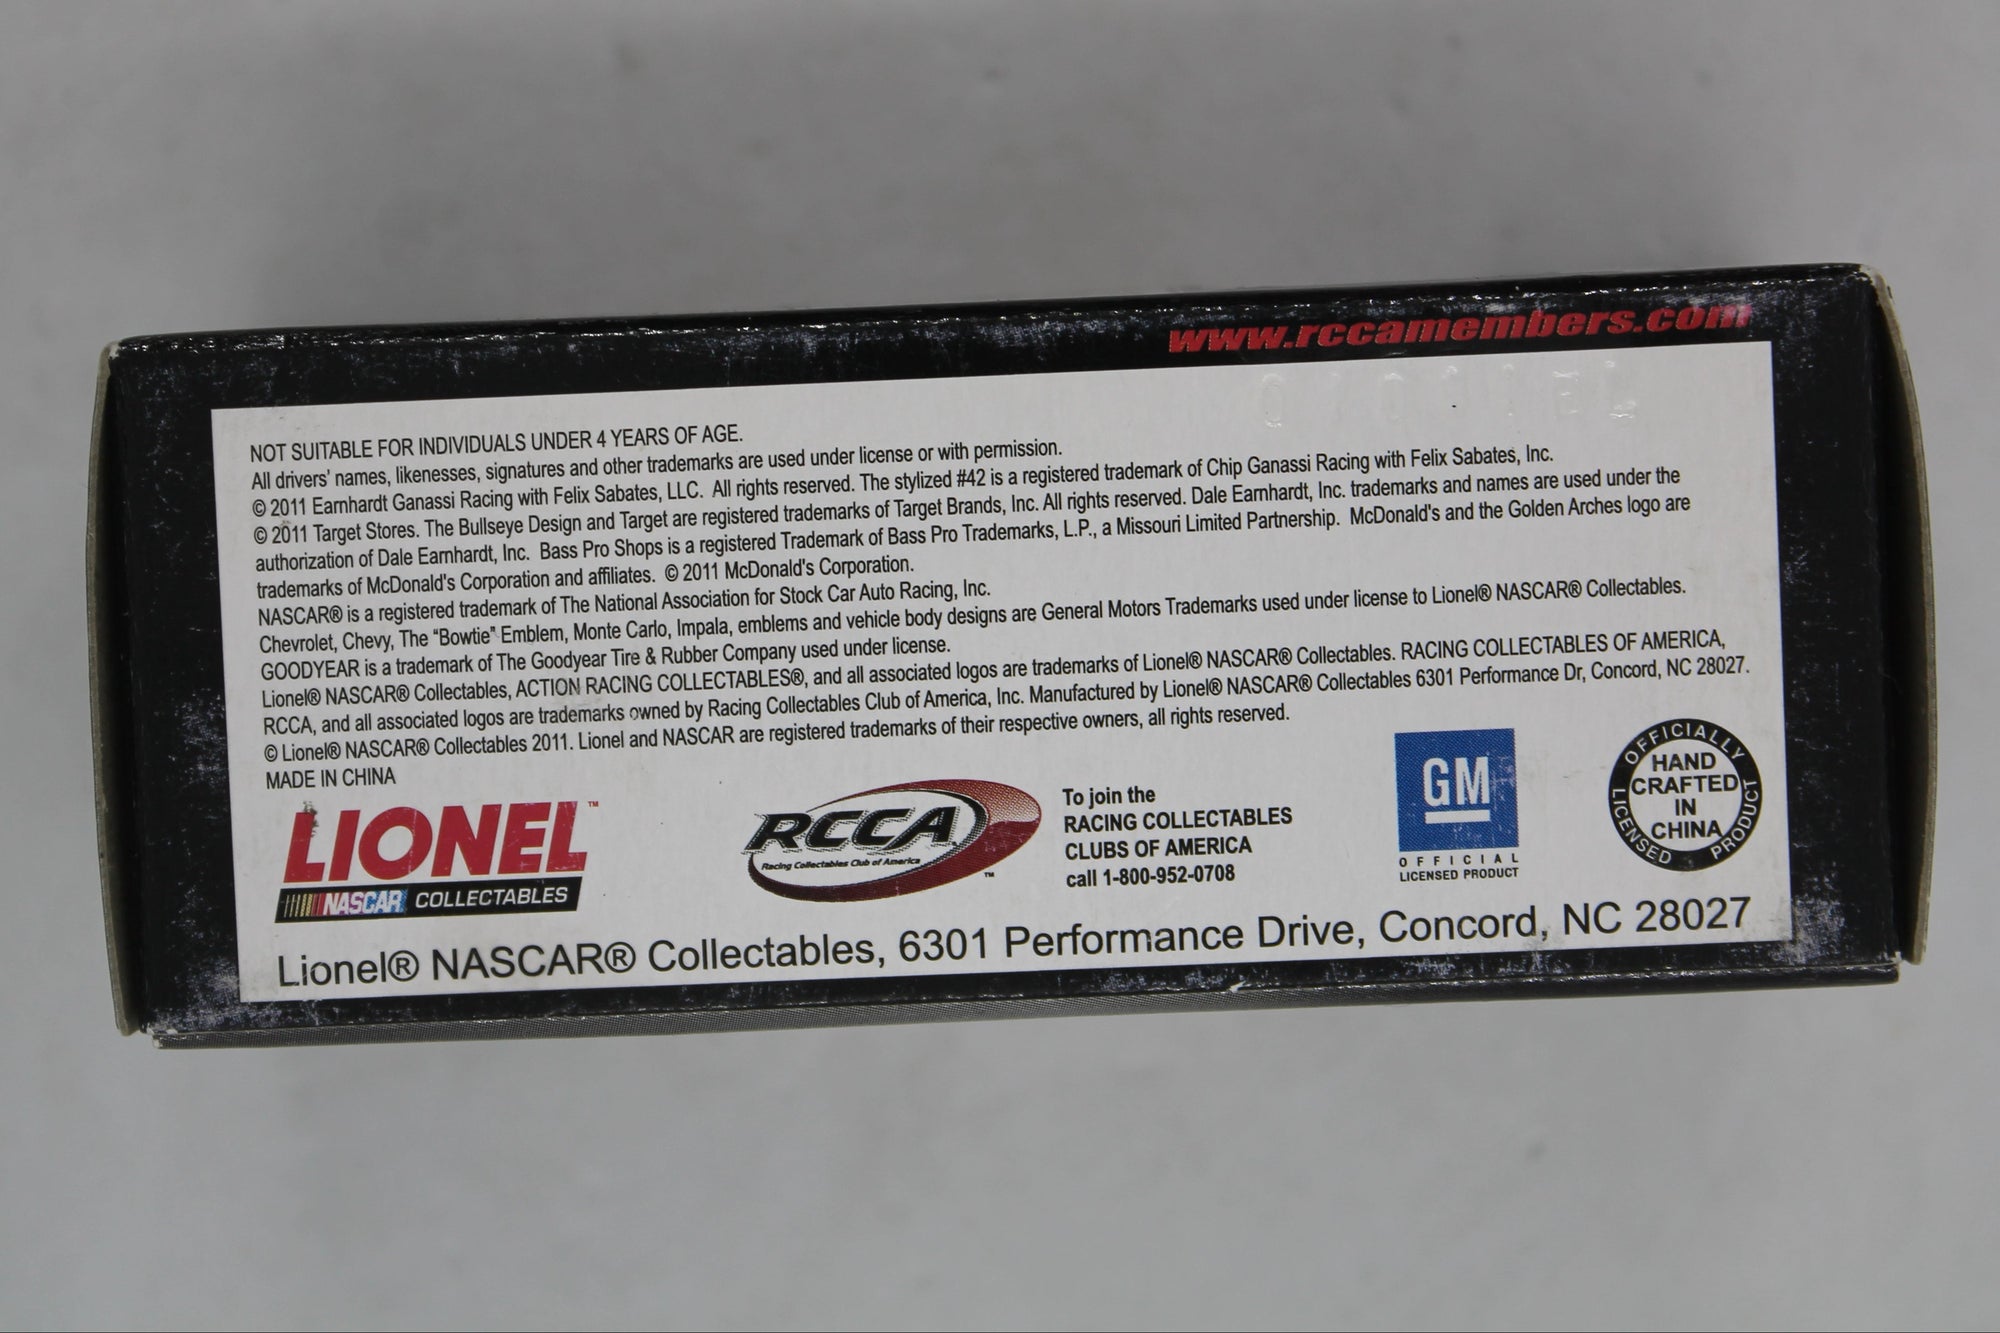 www.rccamembers.com
NOT SUITABLE FOR INDIVIDUALS UNDER 4 YEARS OF AGE.
All drivers' names, likenesses, signatures and other trademarks are used under license or with permission.
© 2011 Earnhardt Ganassi Racing with Felix Sabates, LLC. All rights reserved. The stylized #42 is a registered trademark of Chip Ganassi Racing with Felix Sabates, Inc.
© 2011 Target Stores. The Bullseye Design and Target are registered trademarks of Target Brands, Inc. All rights reserved. Dale Earnhardt, Inc. trademarks and names are used under the
authorization of Dale Earnhardt, Inc. Bass Pro Shops is a registered Trademark of Bass Pro Trademarks, L.P., a Missouri Limited Partnership. McDonald's and the Golden Arches logo are
trademarks of McDonald's Corporation and affiliates. © 2011 McDonald's Corporation.
NASCAR® is a registered trademark of The National Association for Stock Car Auto Racing, Inc.
Chevrolet, Chevy, The "Bowtie" Emblem, Monte Carlo, Impala, emblems and vehicle body designs are General Motors Trademarks used under license to Lionel® NASCAR® Collectables.
GOODYEAR is a trademark of The Goodyear Tire & Rubber Company used under license.
Lionel® NASCAR® Collectables, ACTION RACING COLLECTABLES®, and all associated logos are trademarks of Lionel® NASCAR® Collectables. RACING COLLECTABLES OF AMERICA,
RCCA, and all associated logos are trademarks owned by Racing Collectables Club of America, Inc. Manufactured by Lionel® NASCAR® Collectables 6301 Performance Dr, Concord, NC 28027.
© Lionel® NASCAR® Collectables 2011. Lionel and NASCAR are registered trademarks of their respective owners, all rights reserved.
MADE IN CHINA
LIONEL™
NASCAR COLLECTABLES
RCCA
Racing Collectables Club of America
™
To join the
RACING COLLECTABLES
CLUBS OF AMERICA
call 1-800-952-0708
GM
OFFICIAL
LICENSED PRODUCT
OFFICIALLY LICENSED PRODUCT
HAND
CRAFTED
IN
CHINA
Lionel® NASCAR® Collectables, 6301 Performance Drive, Concord, NC 28027